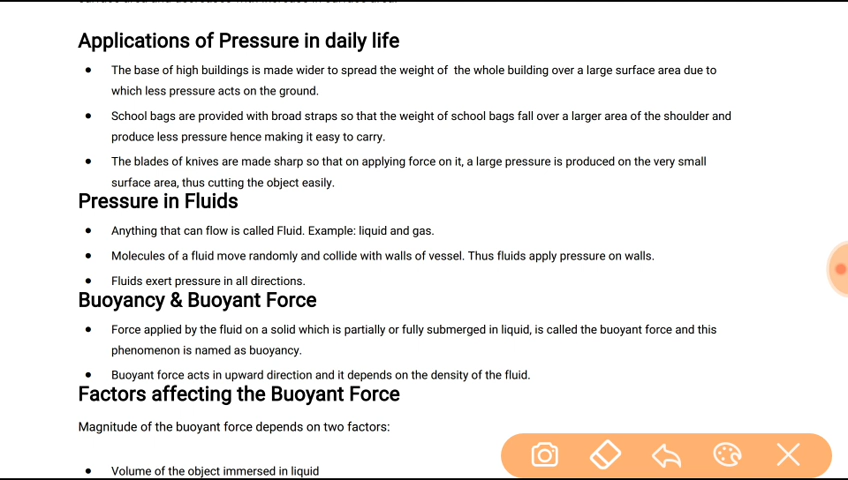 Applications of Pressure in daily life
• The base of high buildings is made wider to spread the weight of the whole building over a large surface area due to
which less pressure acts on the ground.
• School bags are provided with broad straps so that the weight of school bags fall over a larger area of the shoulder and
produce less pressure hence making it easy to carry.
• The blades of knives are made sharp so that on applying force on it, a large pressure is produced on the very small
surface area, thus cutting the object easily.
Pressure in Fluids
• Anything that can flow is called Fluid. Example: liquid and gas.
• Molecules of a fluid move randomly and collide with walls of vessel. Thus fluids apply pressure on walls.
• Fluids exert pressure in all directions.
Buoyancy & Buoyant Force
• Force applied by the fluid on a solid which is partially or fully submerged in liquid, is called the buoyant force and this
phenomenon is named as buoyancy.
• Buoyant force acts in upward direction and it depends on the density of the fluid.
Factors affecting the Buoyant Force
Magnitude of the buoyant force depends on two factors:
• Volume of the object immersed in liquid